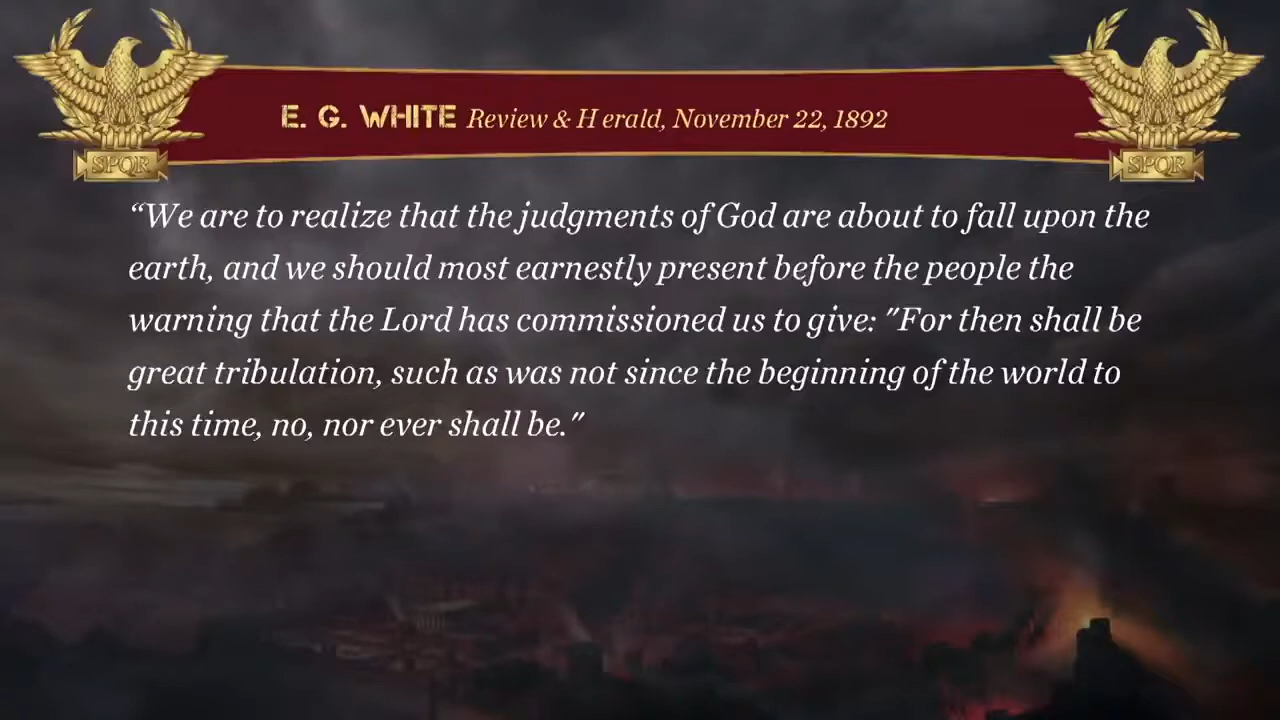 E. G. WHITE Review & Herald, November 22, 1892
SPQR SPQR
“We are to realize that the judgments of God are about to fall upon the
earth, and we should most earnestly present before the people the
warning that the Lord has commissioned us to give: "For then shall be
great tribulation, such as was not since the beginning of the world to
this time, no, nor ever shall be."